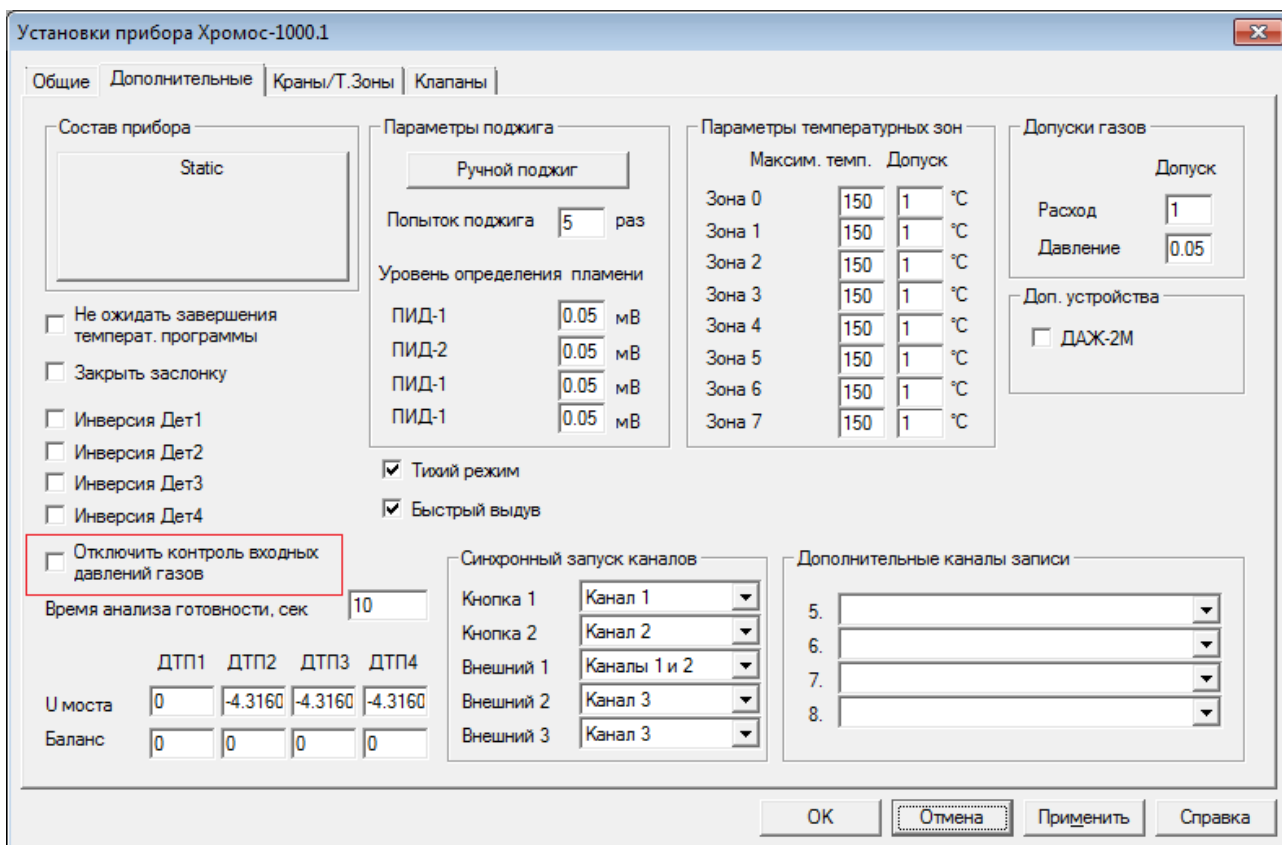 Установки прибора Хромос-1000.1
Общие Дополнительные Краны/Т.Зоны Клапаны
Состав прибора
Static
Не ожидать завершения
температ. программы
Закрыть заслонку
Инверсия Дет1
Инверсия Дет2
Инверсия Дет3
Инверсия Дет4
Отключить контроль входных
давлений газов
Время анализа готовности, сек 10
ДТП1 ДТП2 ДТП3 ДТП4
U моста 0 -4.3160 -4.3160 -4.3160
Баланс 0 0 0 0
Параметры поджига
Ручной поджиг
Попыток поджига 5 раз
Уровень определения пламени
ПИД-1 0.05 мВ
ПИД-2 0.05 мВ
ПИД-1 0.05 мВ
ПИД-1 0.05 мВ
Тихий режим
Быстрый выдув
Параметры температурных зон
Максим. темп. Допуск
Зона 0 150 1 °C
Зона 1 150 1 °C
Зона 2 150 1 °C
Зона 3 150 1 °C
Зона 4 150 1 °C
Зона 5 150 1 °C
Зона 6 150 1 °C
Зона 7 150 1 °C
Допуски газов
Допуск
Расход 1
Давление 0.05
Доп. устройства
ДАЖ-2М
Синхронный запуск каналов
Кнопка 1 Канал 1
Кнопка 2 Канал 2
Внешний 1 Каналы 1 и 2
Внешний 2 Канал 3
Внешний 3 Канал 3
Дополнительные каналы записи
5.
6.
7.
8.
OK Отмена Применить Справка